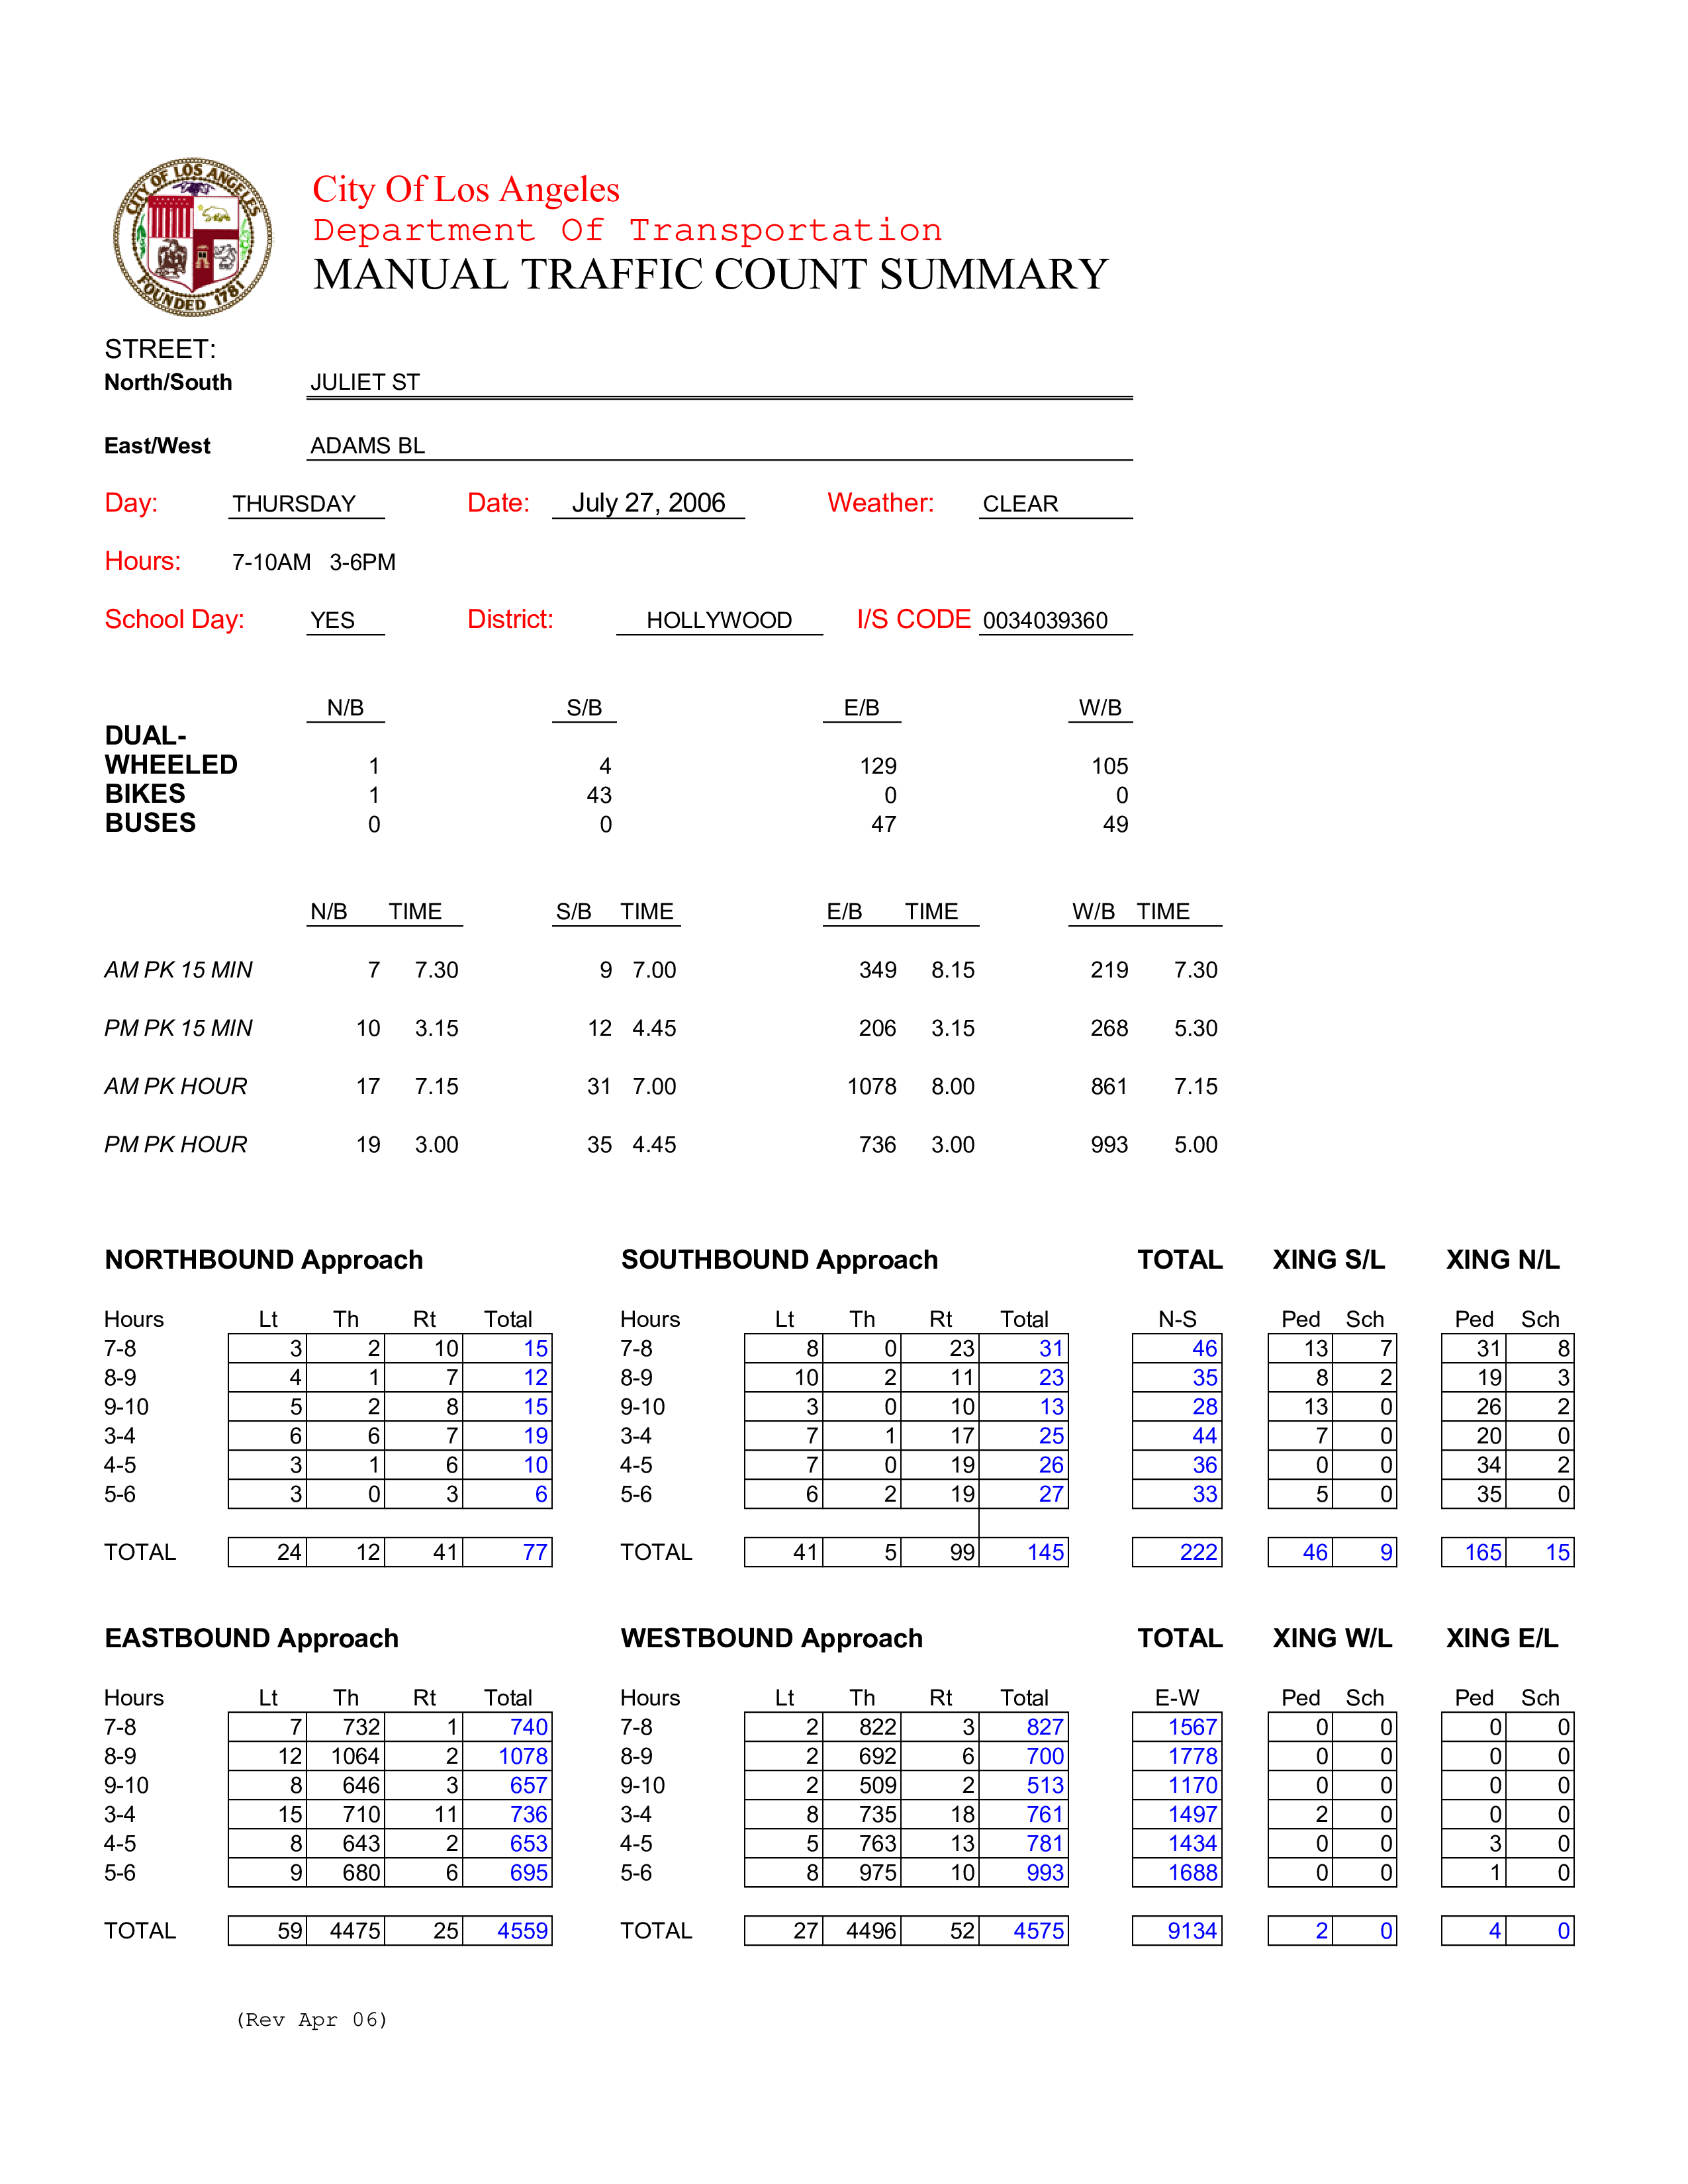 CITY OF LOS ANGELES
FOUNDED 1781
City Of Los Angeles
Department Of Transportation
MANUAL TRAFFIC COUNT SUMMARY
STREET:
North/South JULIET ST
East/West ADAMS BL
Day: THURSDAY Date: July 27, 2006 Weather: CLEAR
Hours: 7-10AM 3-6PM
School Day: YES District: HOLLYWOOD I/S CODE 0034039360
N/B S/B E/B W/B
DUAL-
WHEELED 1 4 129 105
BIKES 1 43 0 0
BUSES 0 0 47 49
N/B TIME S/B TIME E/B TIME W/B TIME
AM PK 15 MIN 7 7.30 9 7.00 349 8.15 219 7.30
PM PK 15 MIN 10 3.15 12 4.45 206 3.15 268 5.30
AM PK HOUR 17 7.15 31 7.00 1078 8.00 861 7.15
PM PK HOUR 19 3.00 35 4.45 736 3.00 993 5.00
NORTHBOUND Approach SOUTHBOUND Approach TOTAL XING S/L XING N/L
Hours Lt Th Rt Total Hours Lt Th Rt Total N-S Ped Sch Ped Sch
7-8 3 2 10 15 7-8 8 0 23 31 46 13 7 31 8
8-9 4 1 7 12 8-9 10 2 11 23 35 8 2 19 3
9-10 5 2 8 15 9-10 3 0 10 13 28 13 0 26 2
3-4 6 6 7 19 3-4 7 1 17 25 44 7 0 20 0
4-5 3 1 6 10 4-5 7 0 19 26 36 0 0 34 2
5-6 3 0 3 6 5-6 6 2 19 27 33 5 0 35 0
TOTAL 24 12 41 77 TOTAL 41 5 99 145 222 46 9 165 15
EASTBOUND Approach WESTBOUND Approach TOTAL XING W/L XING E/L
Hours Lt Th Rt Total Hours Lt Th Rt Total E-W Ped Sch Ped Sch
7-8 7 732 1 740 7-8 2 822 3 827 1567 0 0 0 0
8-9 12 1064 2 1078 8-9 2 692 6 700 1778 0 0 0 0
9-10 8 646 3 657 9-10 2 509 2 513 1170 0 0 0 0
3-4 15 710 11 736 3-4 8 735 18 761 1497 2 0 0 0
4-5 8 643 2 653 4-5 5 763 13 781 1434 0 0 3 0
5-6 9 680 6 695 5-6 8 975 10 993 1688 0 0 1 0
TOTAL 59 4475 25 4559 TOTAL 27 4496 52 4575 9134 2 0 4 0
(Rev Apr 06)